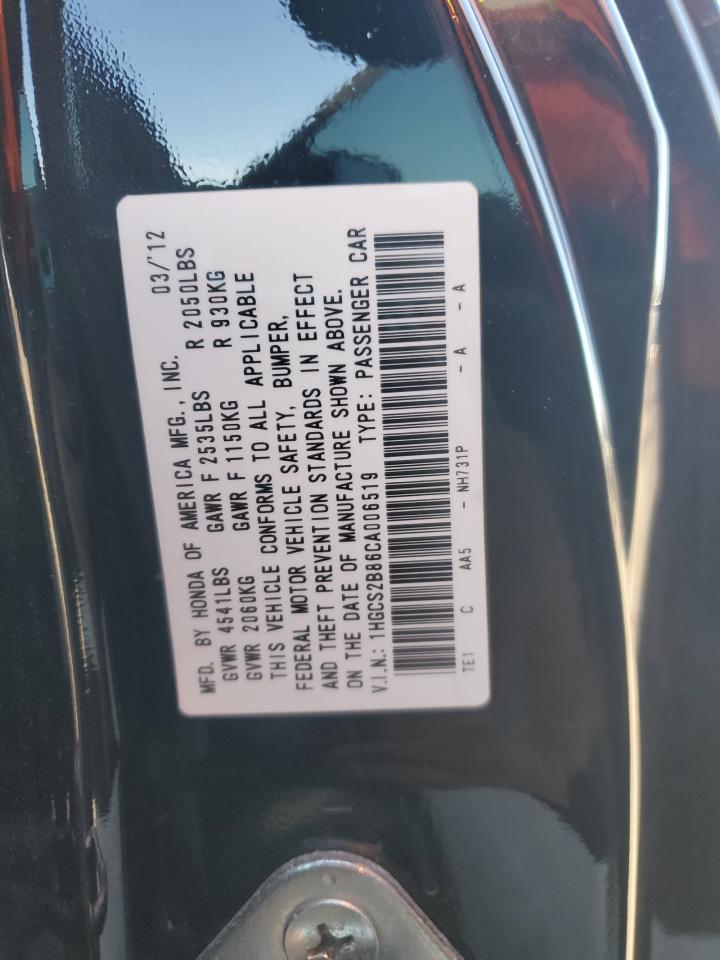 MFD. BY HONDA OF AMERICA MFG., INC. 03/'12
GVWR 4541LBS GAWR F 2535LBS R 2050LBS
GVWR 2060KG GAWR F 1150KG R 930KG
THIS VEHICLE CONFORMS TO ALL APPLICABLE
FEDERAL MOTOR VEHICLE SAFETY, BUMPER,
AND THEFT PREVENTION STANDARDS IN EFFECT
ON THE DATE OF MANUFACTURE SHOWN ABOVE.
V.I.N.: 1HGCS2B86CA006519 TYPE: PASSENGER CAR
TE1 C AA5 - NH731P - A - A